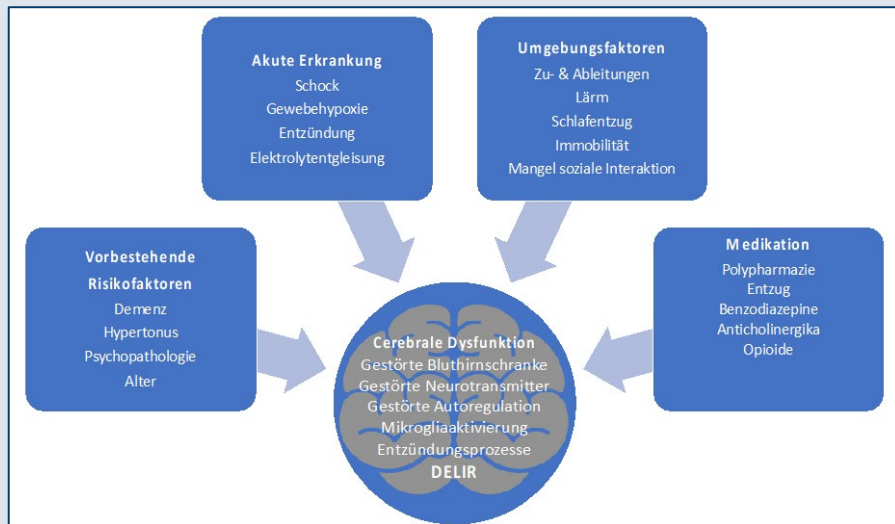 Akute Erkrankung
Schock
Gewebehypoxie
Entzündung
Elektrolytentgleisung
Umgebungsfaktoren
Zu- & Ableitungen
Lärm
Schlafentzug
Immobilität
Mangel soziale Interaktion
Vorbestehende
Risikofaktoren
Demenz
Hypertonus
Psychopathologie
Alter
Medikation
Polypharmazie
Entzug
Benzodiazepine
Anticholinergika
Opioide
Cerebrale Dysfunktion
Gestörte Bluthirnschranke
Gestörte Neurotransmitter
Gestörte Autoregulation
Mikrogliaaktivierung
Entzündungsprozesse
DELIR